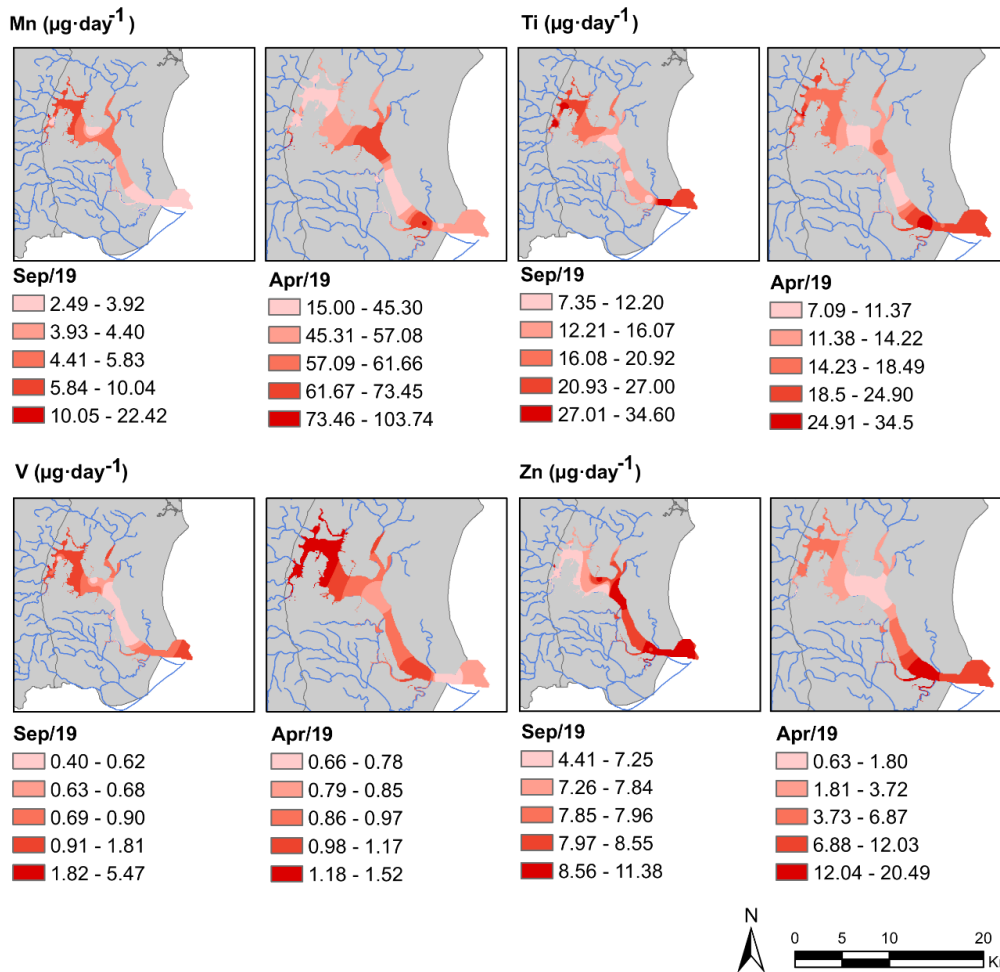 Mn (µg·day-1)
Ti (µg·day-1)
Sep/19
2.49 - 3.92
3.93 - 4.40
4.41 - 5.83
5.84 - 10.04
10.05 - 22.42
Apr/19
15.00 - 45.30
45.31 - 57.08
57.09 - 61.66
61.67 - 73.45
73.46 - 103.74
Sep/19
7.35 - 12.20
12.21 - 16.07
16.08 - 20.92
20.93 - 27.00
27.01 - 34.60
Apr/19
7.09 - 11.37
11.38 - 14.22
14.23 - 18.49
18.5 - 24.90
24.91 - 34.5
V (µg·day-1)
Zn (µg·day-1)
Sep/19
0.40 - 0.62
0.63 - 0.68
0.69 - 0.90
0.91 - 1.81
1.82 - 5.47
Apr/19
0.66 - 0.78
0.79 - 0.85
0.86 - 0.97
0.98 - 1.17
1.18 - 1.52
Sep/19
4.41 - 7.25
7.26 - 7.84
7.85 - 7.96
7.97 - 8.55
8.56 - 11.38
Apr/19
0.63 - 1.80
1.81 - 3.72
3.73 - 6.87
6.88 - 12.03
12.04 - 20.49
N
0 5 10 20